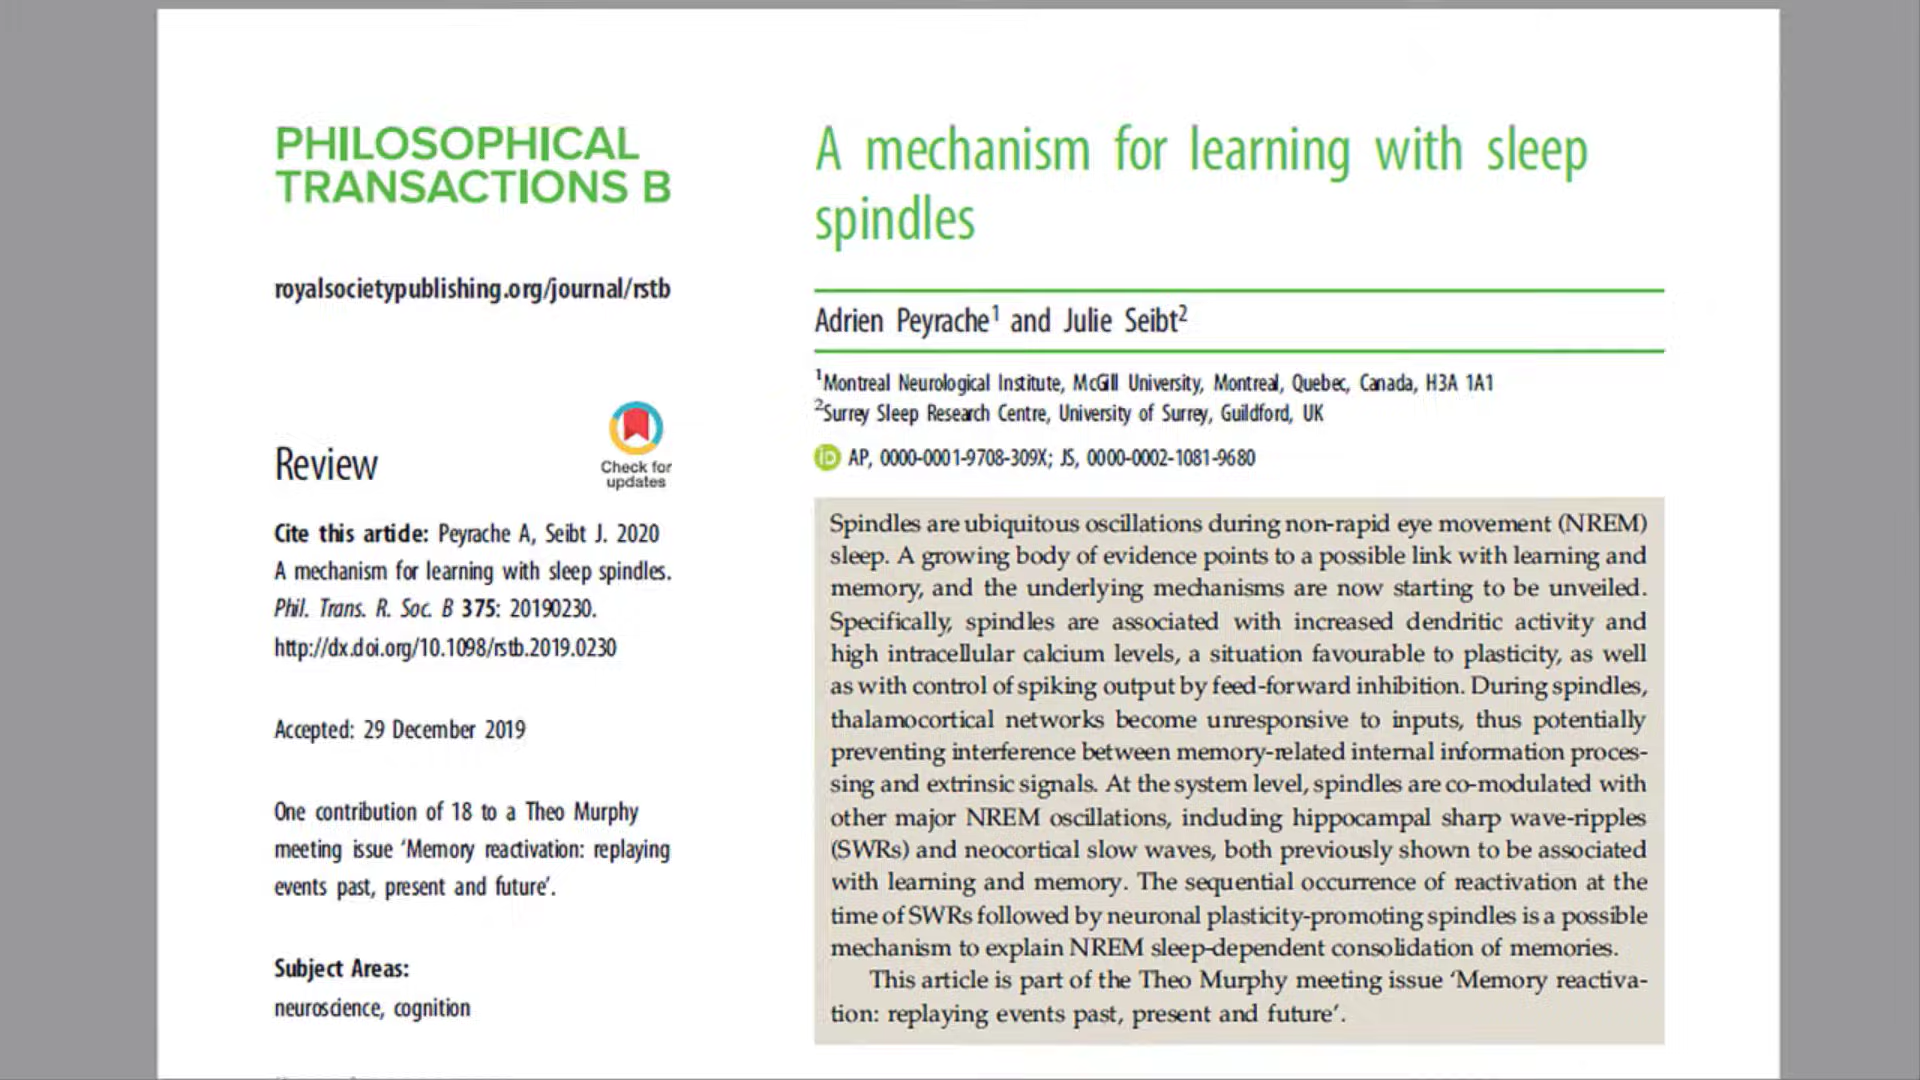 PHILOSOPHICAL
TRANSACTIONS B
royalsocietypublishing.org/journal/rstb
Review
Check for
updates
Cite this article: Peyrache A, Seibt J. 2020
A mechanism for learning with sleep spindles.
Phil. Trans. R. Soc. B 375: 20190230.
http://dx.doi.org/10.1098/rstb.2019.0230
Accepted: 29 December 2019
One contribution of 18 to a Theo Murphy
meeting issue ‘Memory reactivation: replaying
events past, present and future’.
Subject Areas:
neuroscience, cognition
A mechanism for learning with sleep
spindles
Adrien Peyrache1 and Julie Seibt2
1Montreal Neurological Institute, McGill University, Montreal, Quebec, Canada, H3A 1A1
2Surrey Sleep Research Centre, University of Surrey, Guildford, UK
iD AP, 0000-0001-9708-309X; JS, 0000-0002-1081-9680
Spindles are ubiquitous oscillations during non-rapid eye movement (NREM)
sleep. A growing body of evidence points to a possible link with learning and
memory, and the underlying mechanisms are now starting to be unveiled.
Specifically, spindles are associated with increased dendritic activity and
high intracellular calcium levels, a situation favourable to plasticity, as well
as with control of spiking output by feed-forward inhibition. During spindles,
thalamocortical networks become unresponsive to inputs, thus potentially
preventing interference between memory-related internal information proces-
sing and extrinsic signals. At the system level, spindles are co-modulated with
other major NREM oscillations, including hippocampal sharp wave-ripples
(SWRs) and neocortical slow waves, both previously shown to be associated
with learning and memory. The sequential occurrence of reactivation at the
time of SWRs followed by neuronal plasticity-promoting spindles is a possible
mechanism to explain NREM sleep-dependent consolidation of memories.
This article is part of the Theo Murphy meeting issue ‘Memory reactiva-
tion: replaying events past, present and future’.